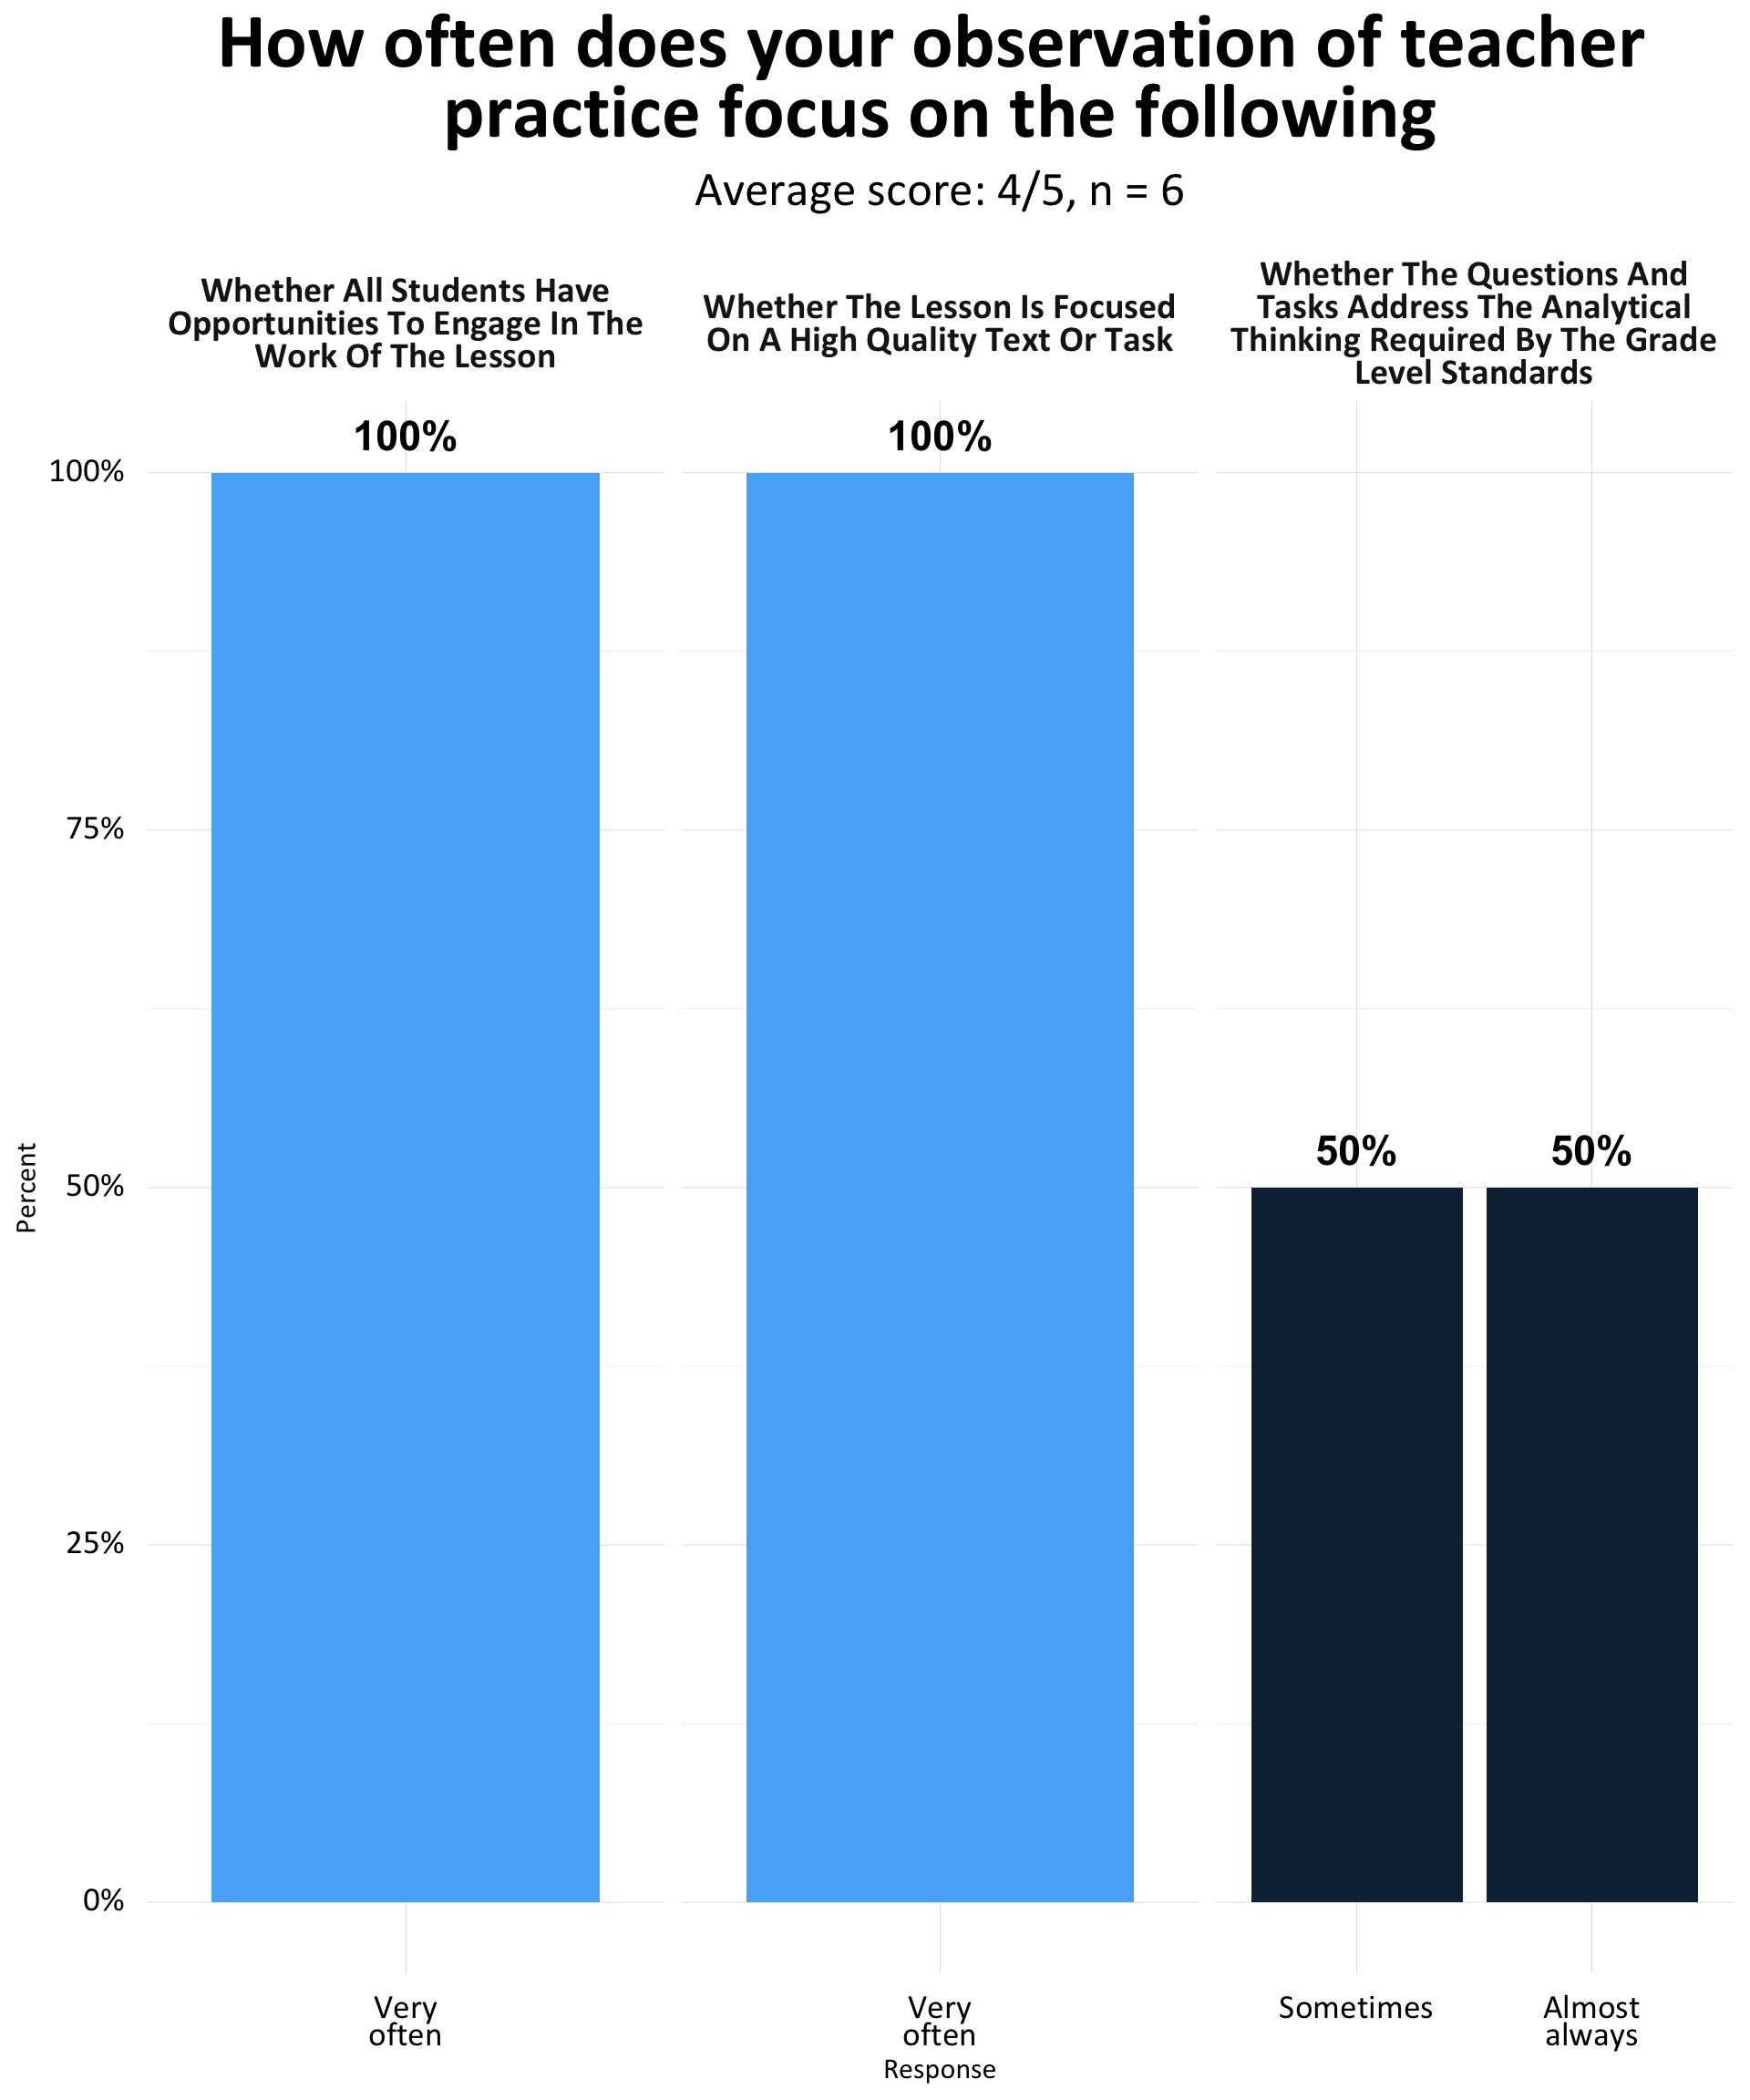 How often does your observation of teacher
practice focus on the following
Average score: 4/5, n = 6
Whether All Students Have
Opportunities To Engage In The
Work Of The Lesson
Whether The Lesson Is Focused
On A High Quality Text Or Task
Whether The Questions And
Tasks Address The Analytical
Thinking Required By The Grade
Level Standards
100%
100%
50%
50%
100%
75%
50%
25%
0%
Percent
Very
often
Very
often
Sometimes
Almost
always
Response